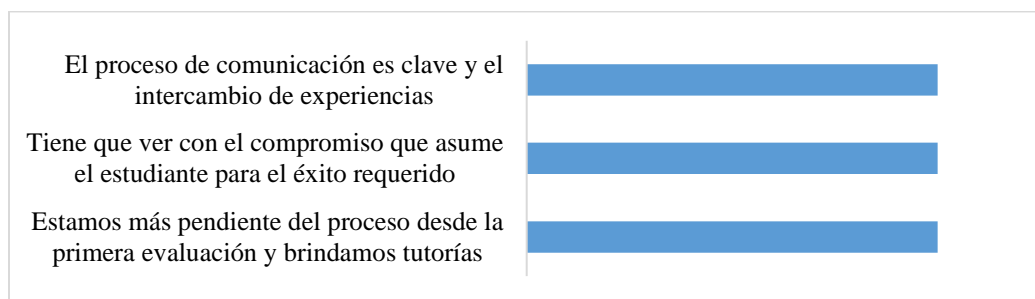 El proceso de comunicación es clave y el
intercambio de experiencias
Tiene que ver con el compromiso que asume
el estudiante para el éxito requerido
Estamos más pendiente del proceso desde la
primera evaluación y brindamos tutorías